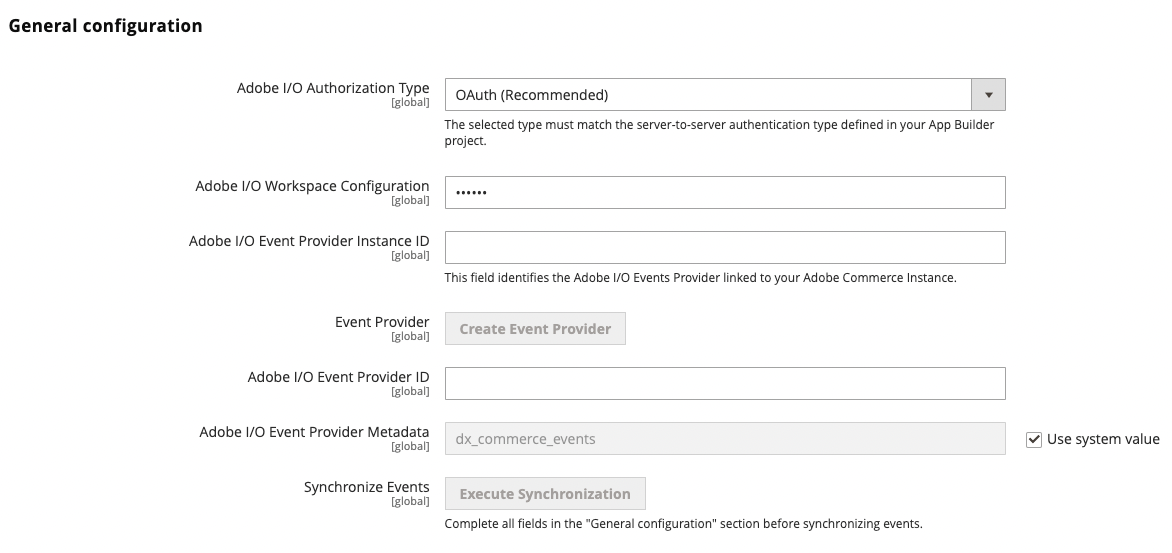 General configuration
Adobe I/O Authorization Type
[global]
OAuth (Recommended)
The selected type must match the server-to-server authentication type defined in your App Builder
project.
Adobe I/O Workspace Configuration
[global]
••••••
Adobe I/O Event Provider Instance ID
[global]
This field identifies the Adobe I/O Events Provider linked to your Adobe Commerce Instance.
Event Provider
[global]
Create Event Provider
Adobe I/O Event Provider ID
[global]
Adobe I/O Event Provider Metadata
[global]
dx_commerce_events
Use system value
Synchronize Events
[global]
Execute Synchronization
Complete all fields in the "General configuration" section before synchronizing events.